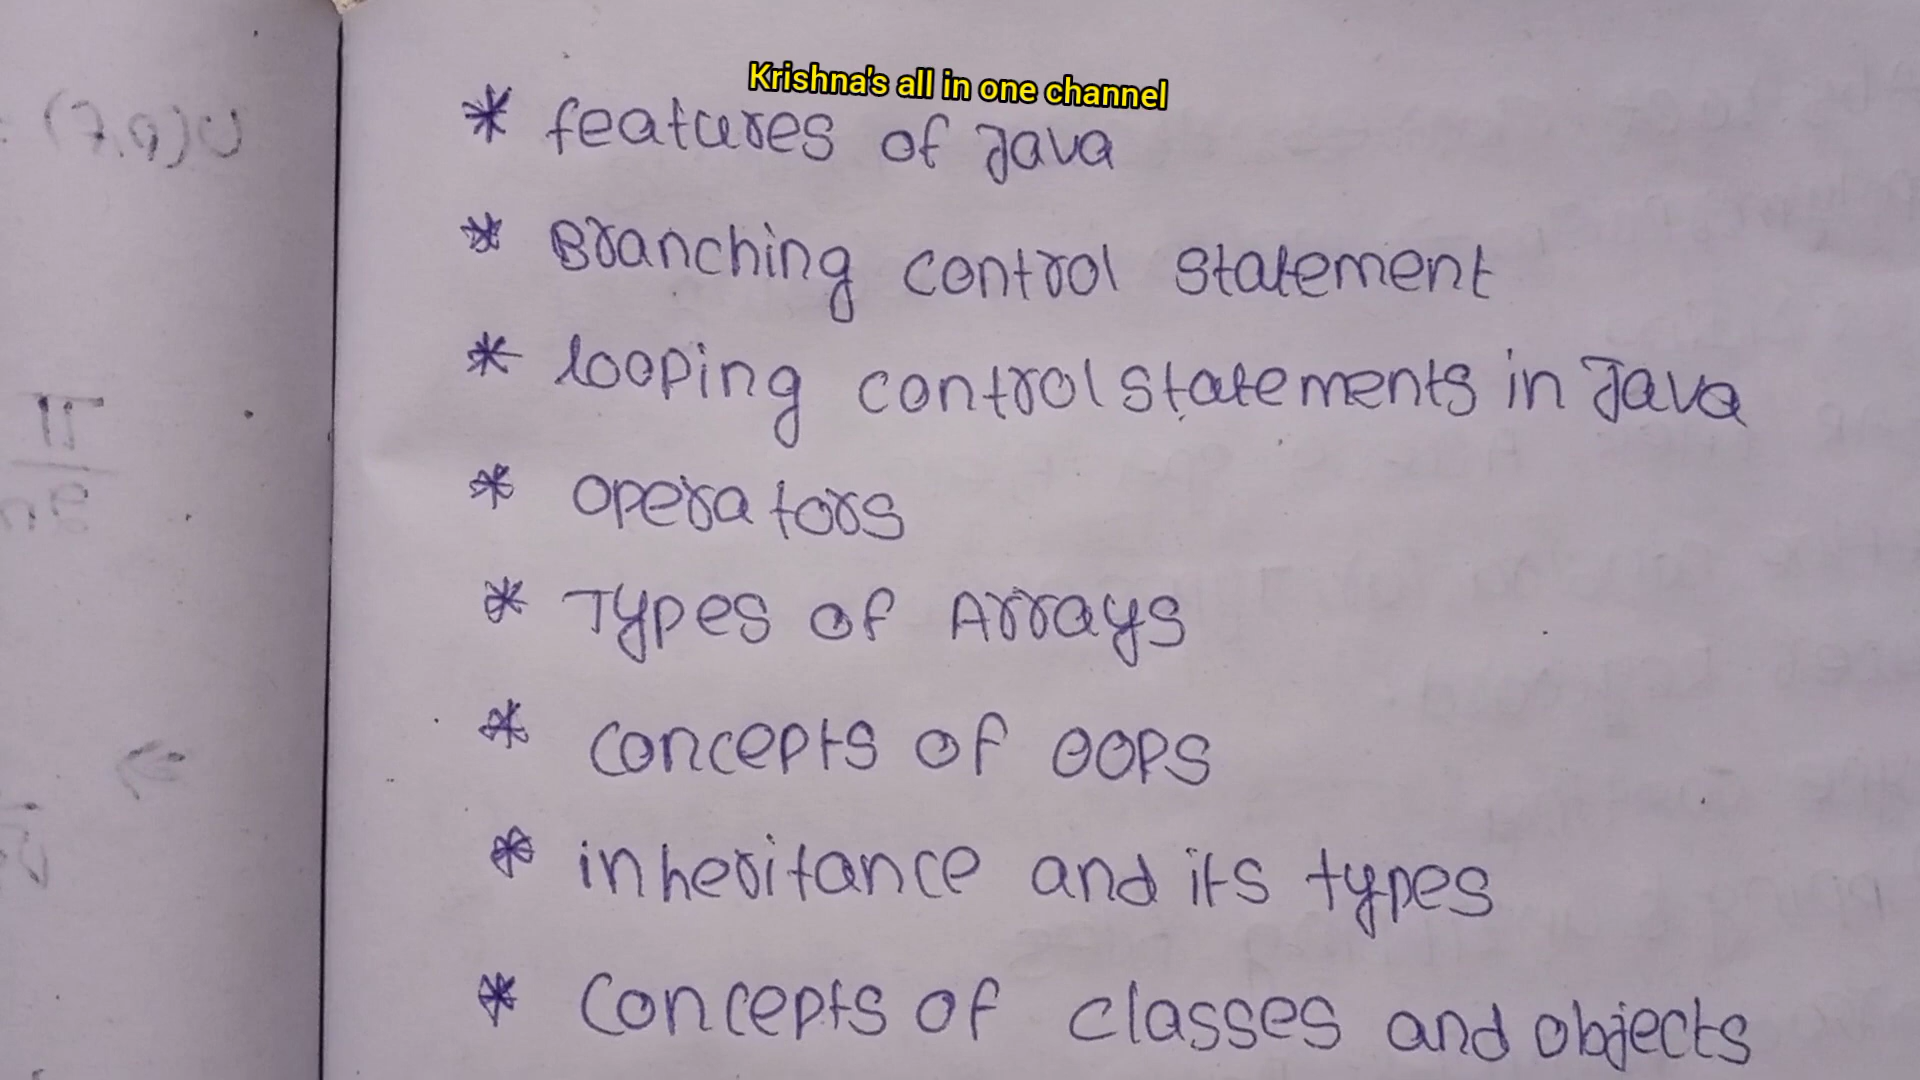 Krishna's all in one channel
* features of Java
* Branching control statement
* looping control statements in Java
* operators
* Types of Arrays
* concepts of OOPS
* inheritance and its types
* Concepts of classes and objects